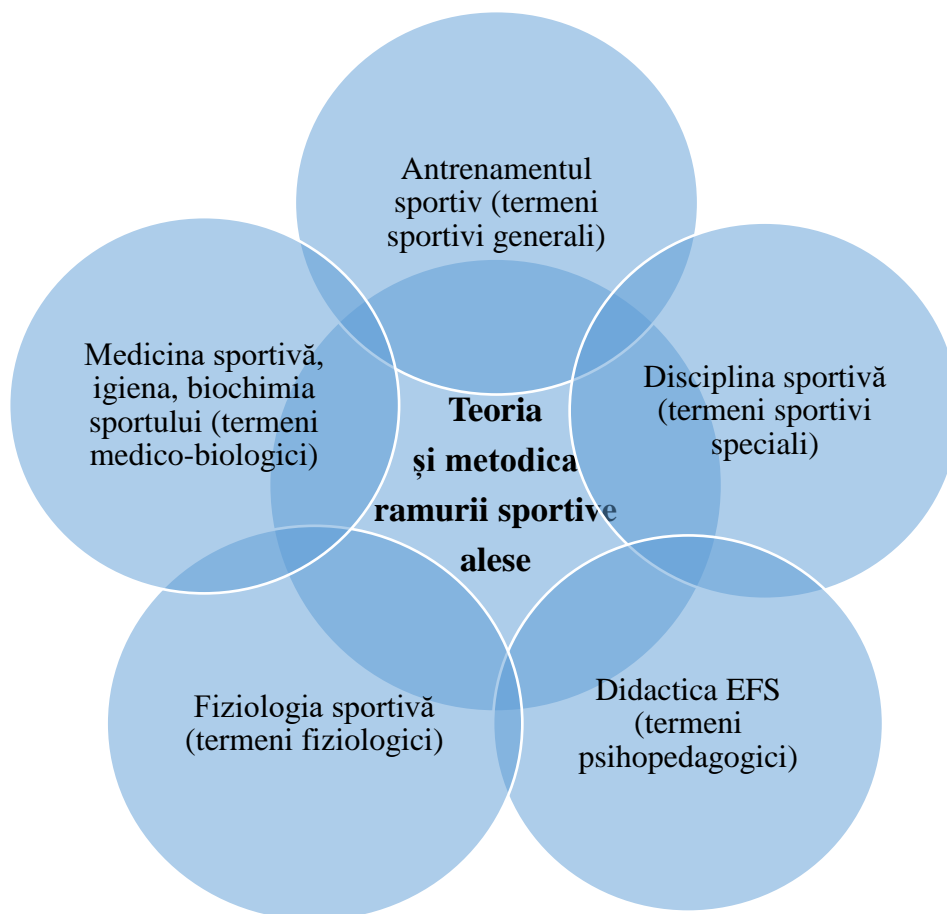 Antrenamentul
sportiv (termeni
sportivi generali)
Medicina sportivă,
igiena, biochimia
sportului (termeni
medico-biologici)
Disciplina sportivă
(termeni sportivi
speciali)
Teoria
și metodica
ramurii sportive
alese
Fiziologia sportivă
(termeni fiziologici)
Didactica EFS
(termeni
psihopedagogici)